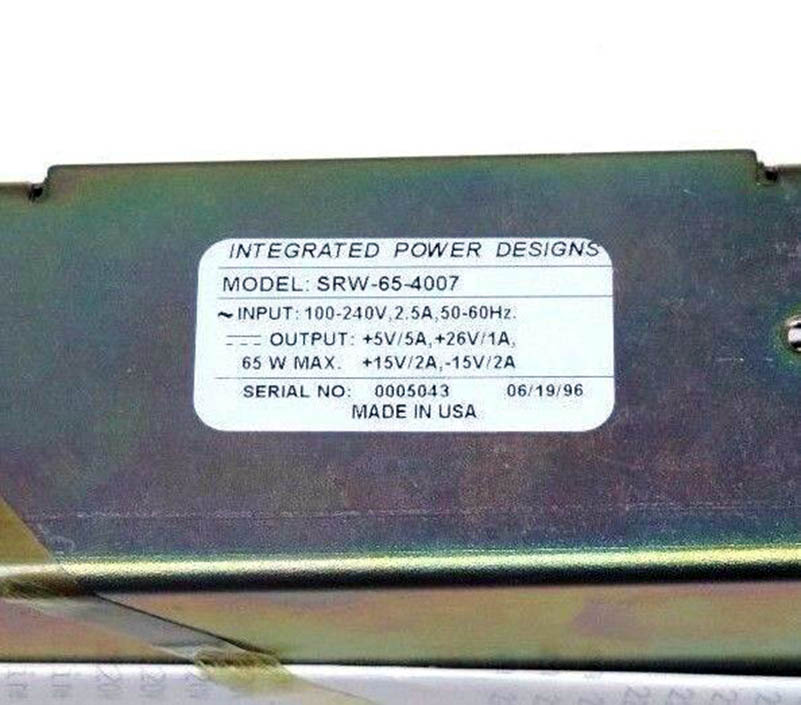 INTEGRATED POWER DESIGNS
MODEL: SRW-65-4007
~INPUT: 100-240V, 2.5A, 50-60Hz.
⎓ OUTPUT: +5V/5A, +26V/1A,
65 W MAX. +15V/2A, -15V/2A
SERIAL NO: 0005043 06/19/96
MADE IN USA